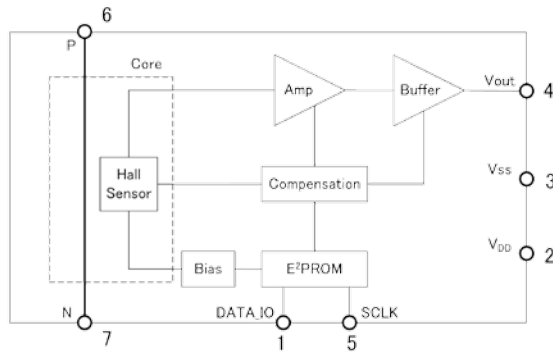 6
P
Core
Amp
Buffer
Vout
4
Hall
Sensor
Compensation
VSS
3
VDD
2
Bias
E²PROM
N
7
DATA_IO
1
SCLK
5